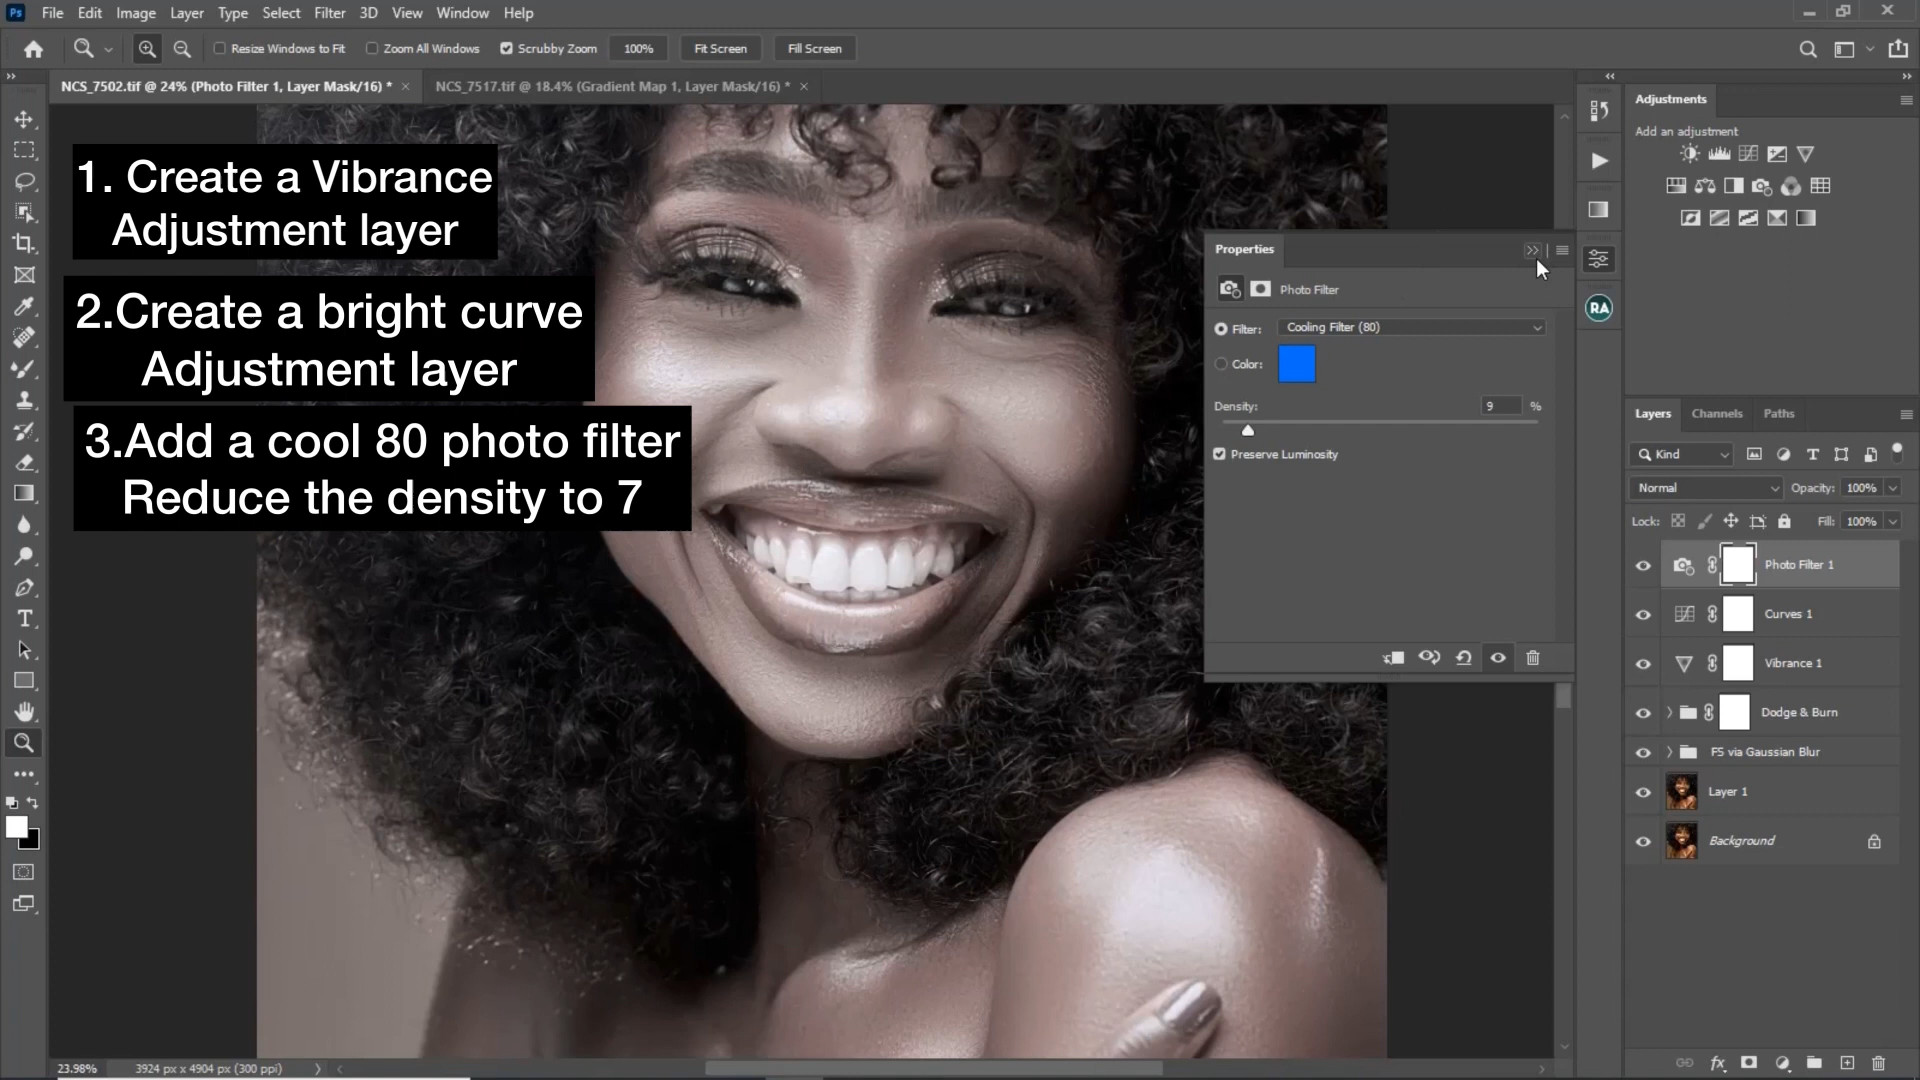 Ps File Edit Image Layer Type Select Filter 3D View Window Help
Resize Windows to Fit Zoom All Windows Scrubby Zoom 100% Fit Screen Fill Screen
NCS_7502.tif @ 24% (Photo Filter 1, Layer Mask/16) * × NCS_7517.tif @ 18.4% (Gradient Map 1, Layer Mask/16) * ×
1. Create a Vibrance
Adjustment layer
2.Create a bright curve
Adjustment layer
3.Add a cool 80 photo filter
Reduce the density to 7
Properties
Photo Filter
Filter: Cooling Filter (80)
Color:
Density: 9 %
Preserve Luminosity
RA
Adjustments
Add an adjustment
Layers Channels Paths
Kind
Normal Opacity: 100%
Lock: Fill: 100%
Photo Filter 1
Curves 1
Vibrance 1
Dodge & Burn
FS via Gaussian Blur
Layer 1
Background
fx
23.98% 3924 px x 4904 px (300 ppi)